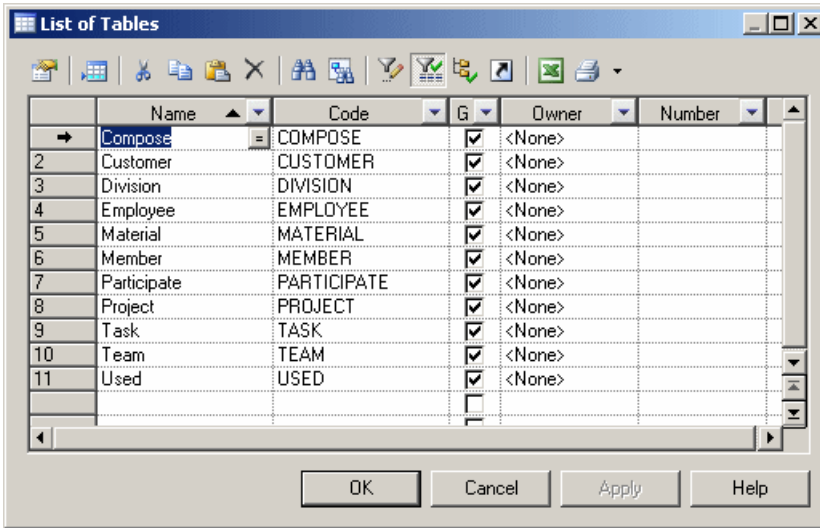 List of Tables
Name Code G Owner Number
Compose = COMPOSE <None>
2 Customer CUSTOMER <None>
3 Division DIVISION <None>
4 Employee EMPLOYEE <None>
5 Material MATERIAL <None>
6 Member MEMBER <None>
7 Participate PARTICIPATE <None>
8 Project PROJECT <None>
9 Task TASK <None>
10 Team TEAM <None>
11 Used USED <None>
OK Cancel Apply Help